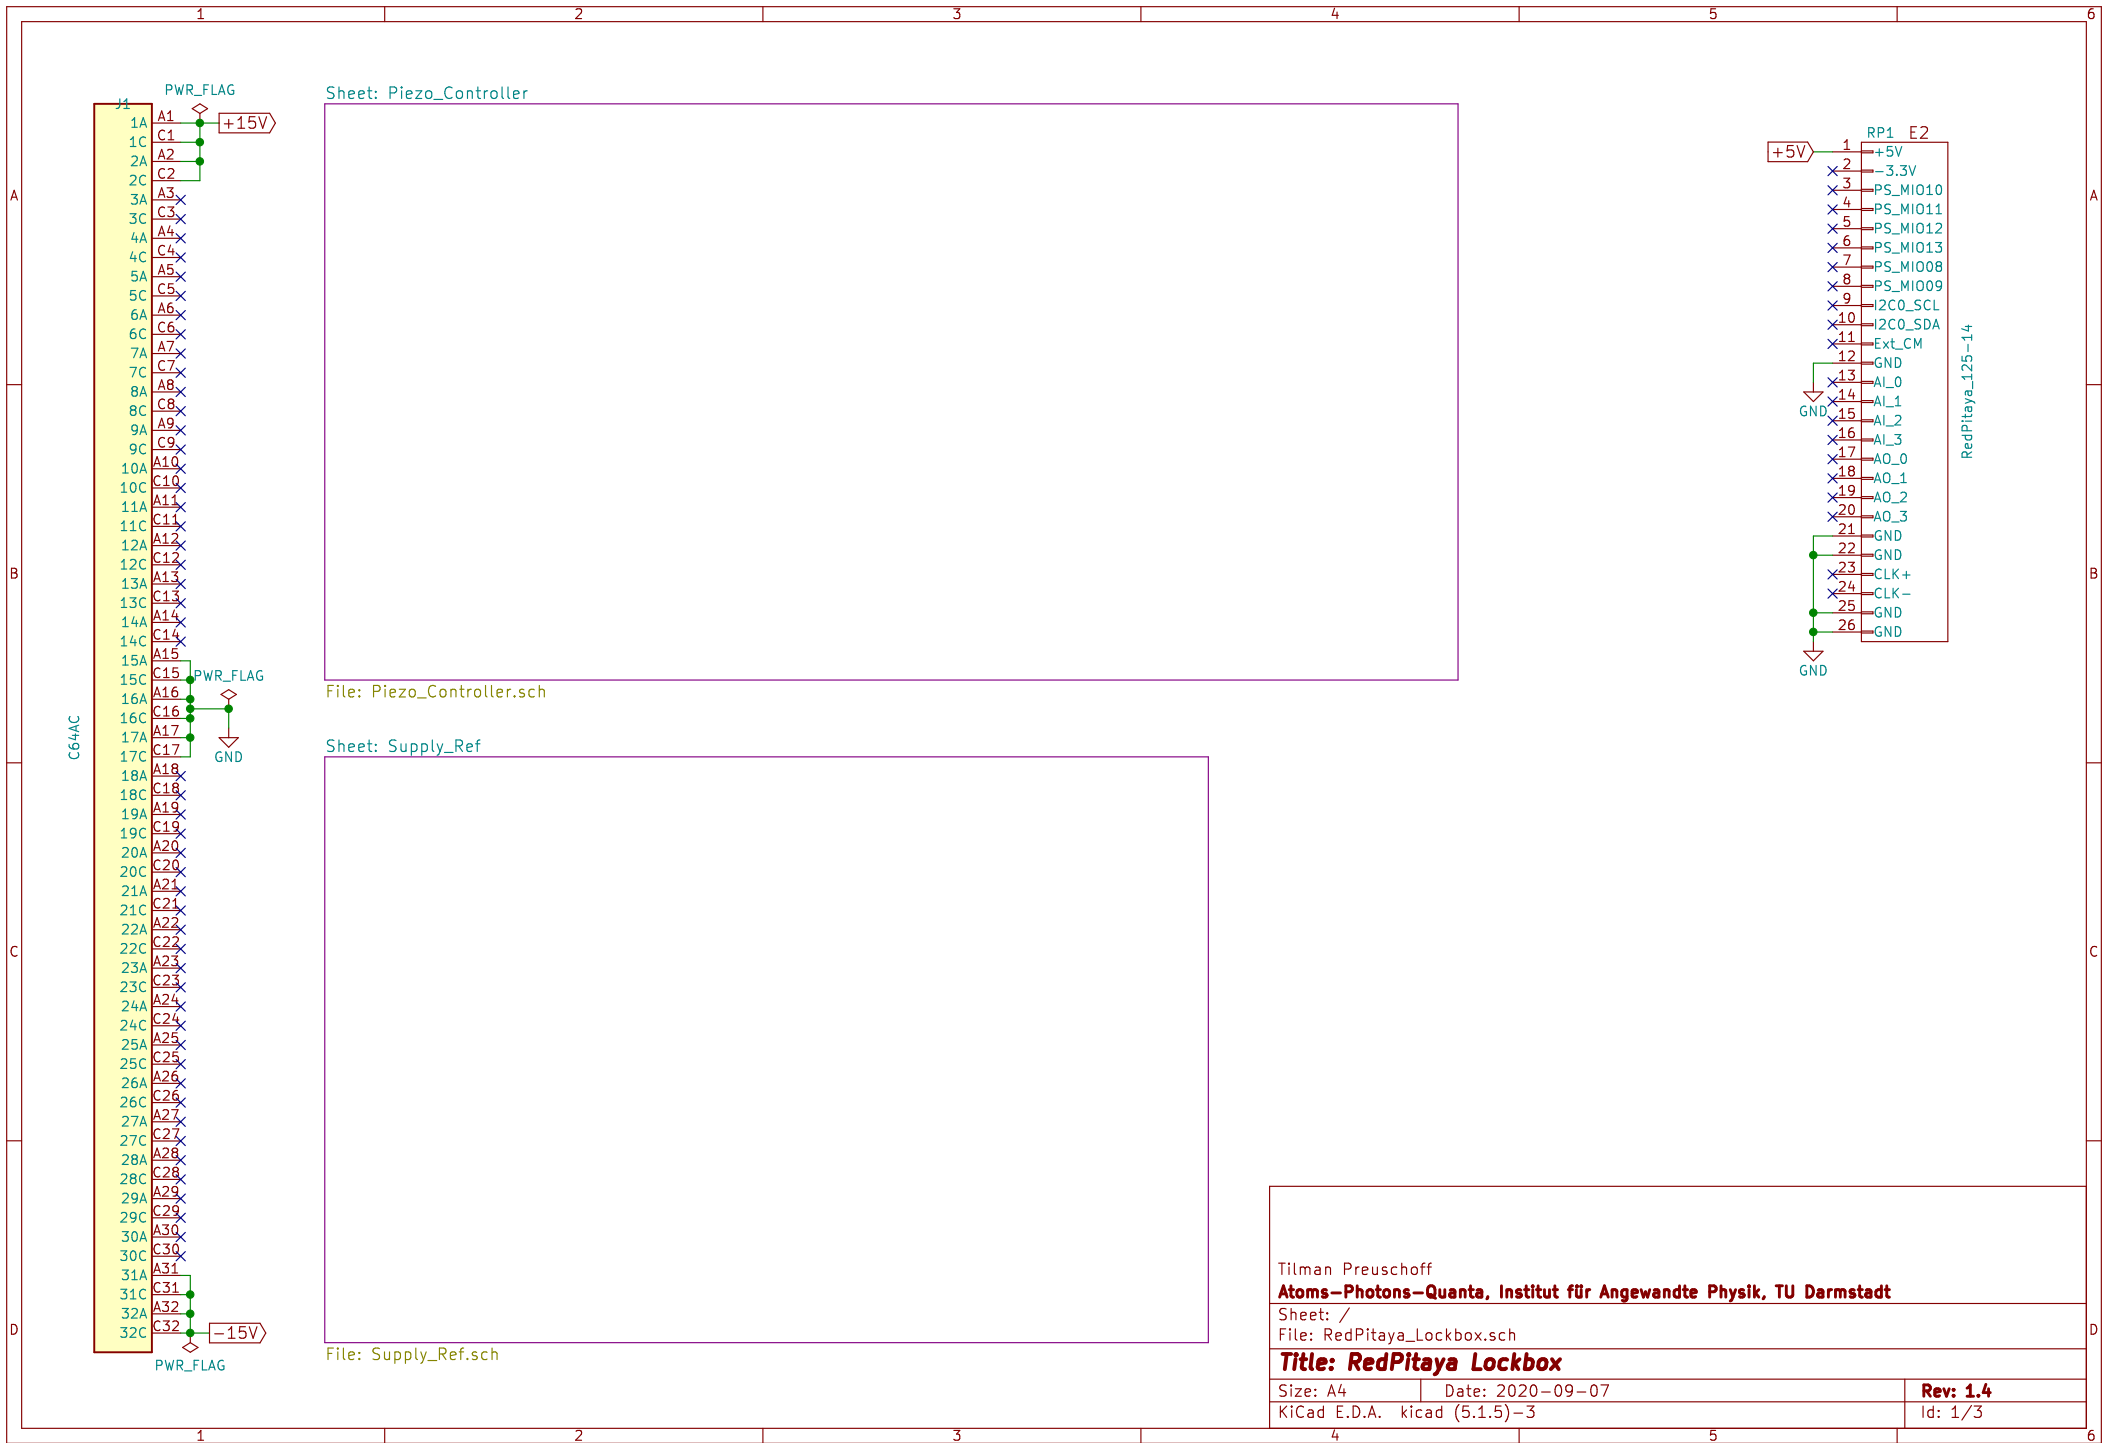 1 2 3 4 5 6
A
B
C
D
A
B
C
D
PWR_FLAG
J1
+15V
1A A1
1C C1
2A A2
2C C2
3A A3
3C C3
4A A4
4C C4
5A A5
5C C5
6A A6
6C C6
7A A7
7C C7
8A A8
8C C8
9A A9
9C C9
10A A10
10C C10
11A A11
11C C11
12A A12
12C C12
13A A13
13C C13
14A A14
14C C14
15A A15
15C C15
16A A16
16C C16
17A A17
17C C17
18A A18
18C C18
19A A19
19C C19
20A A20
20C C20
21A A21
21C C21
22A A22
22C C22
23A A23
23C C23
24A A24
24C C24
25A A25
25C C25
26A A26
26C C26
27A A27
27C C27
28A A28
28C C28
29A A29
29C C29
30A A30
30C C30
31A A31
31C C31
32A A32
32C C32
C64AC
PWR_FLAG
GND
-15V
PWR_FLAG
Sheet: Piezo_Controller
File: Piezo_Controller.sch
Sheet: Supply_Ref
File: Supply_Ref.sch
RP1 E2
+5V
1 +5V
2 -3.3V
3 PS_MIO10
4 PS_MIO11
5 PS_MIO12
6 PS_MIO13
7 PS_MIO08
8 PS_MIO09
9 I2C0_SCL
10 I2C0_SDA
11 Ext_CM
12 GND
13 AI_0
14 AI_1
15 AI_2
16 AI_3
17 AO_0
18 AO_1
19 AO_2
20 AO_3
21 GND
22 GND
23 CLK+
24 CLK-
25 GND
26 GND
GND
GND
RedPitaya_125-14
Tilman Preuschoff
Atoms-Photons-Quanta, Institut für Angewandte Physik, TU Darmstadt
Sheet: /
File: RedPitaya_Lockbox.sch
Title: RedPitaya Lockbox
Size: A4 Date: 2020-09-07 Rev: 1.4
KiCad E.D.A. kicad (5.1.5)-3 Id: 1/3
1 2 3 4 5 6